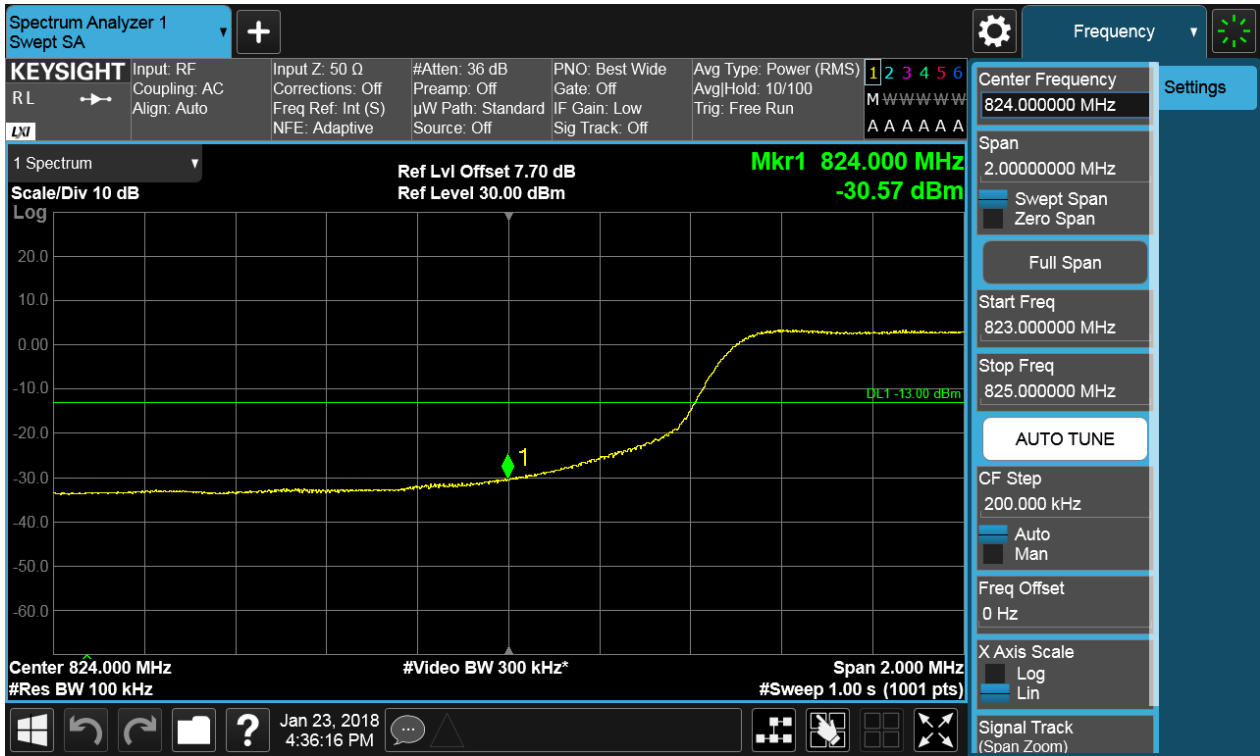 Spectrum Analyzer 1
Swept SA
Frequency
KEYSIGHT
R L
LXI
Input: RF
Coupling: AC
Align: Auto
Input Z: 50 Ω
Corrections: Off
Freq Ref: Int (S)
NFE: Adaptive
#Atten: 36 dB
Preamp: Off
µW Path: Standard
Source: Off
PNO: Best Wide
Gate: Off
IF Gain: Low
Sig Track: Off
Avg Type: Power (RMS)
Avg|Hold: 10/100
Trig: Free Run
1 2 3 4 5 6
M W W W W W
A A A A A A
1 Spectrum
Scale/Div 10 dB
Log
Ref Lvl Offset 7.70 dB
Ref Level 30.00 dBm
Mkr1 824.000 MHz
-30.57 dBm
20.0
10.0
0.00
-10.0
-20.0
-30.0
-40.0
-50.0
-60.0
DL1 -13.00 dBm
1
Center 824.000 MHz
#Res BW 100 kHz
#Video BW 300 kHz*
Span 2.000 MHz
#Sweep 1.00 s (1001 pts)
Jan 23, 2018
4:36:16 PM
?
Center Frequency
824.000000 MHz
Settings
Span
2.00000000 MHz
Swept Span
Zero Span
Full Span
Start Freq
823.000000 MHz
Stop Freq
825.000000 MHz
AUTO TUNE
CF Step
200.000 kHz
Auto
Man
Freq Offset
0 Hz
X Axis Scale
Log
Lin
Signal Track
(Span Zoom)